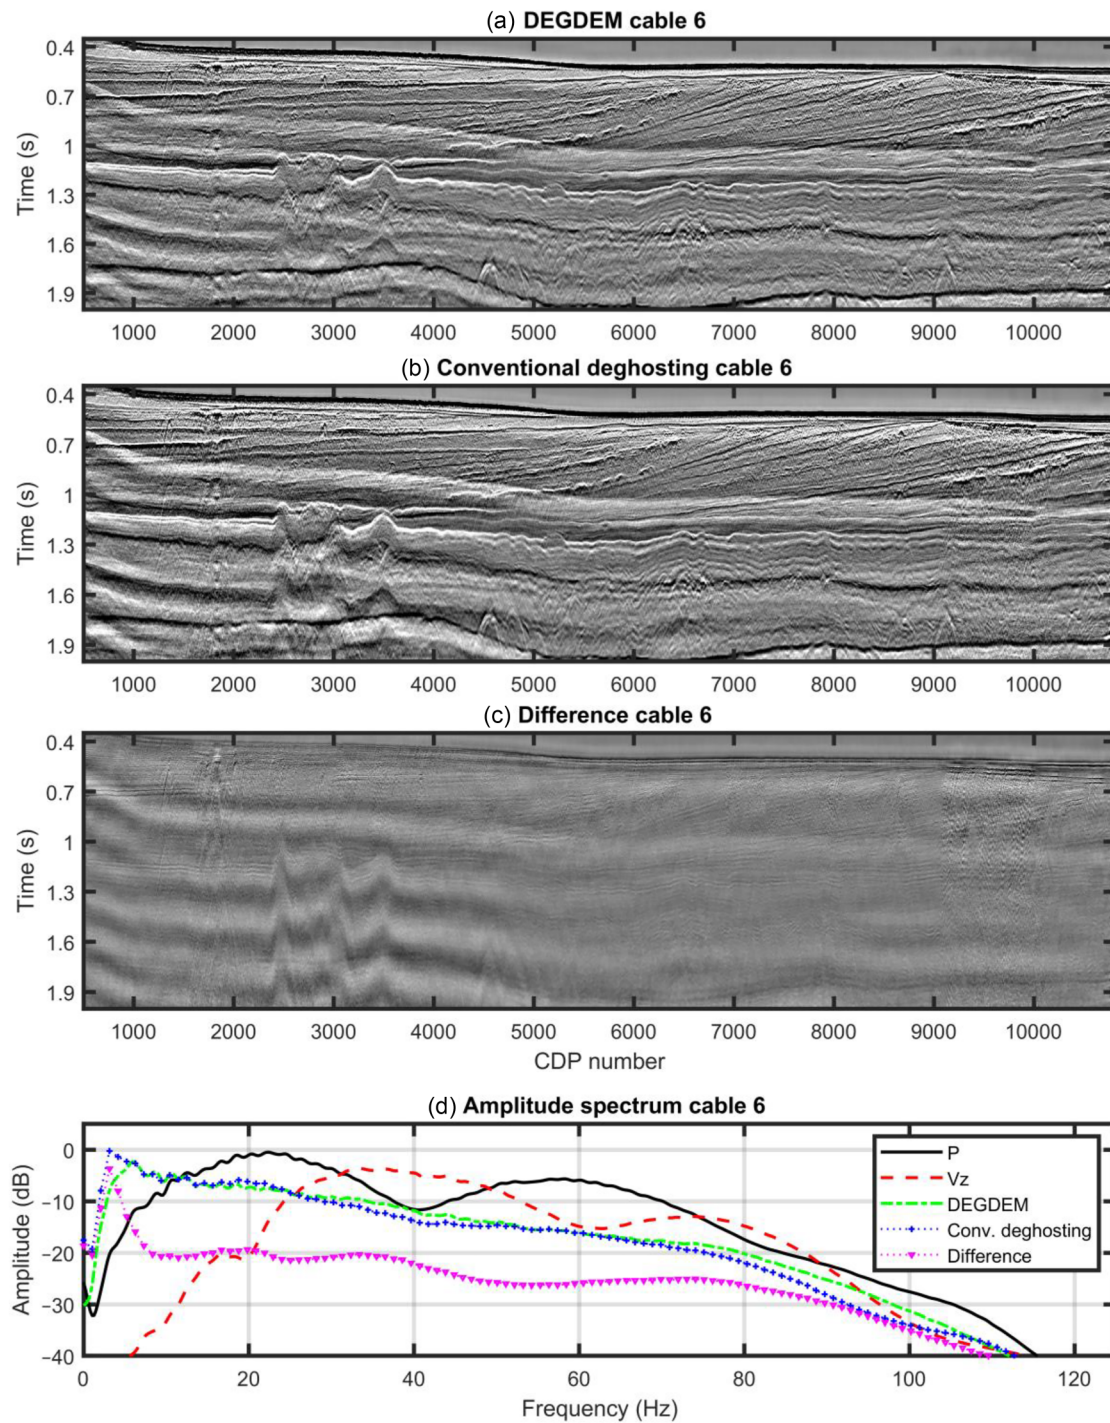 (a) DEGDEM cable 6
0.4
0.7
1
1.3
1.6
1.9
Time (s)
1000 2000 3000 4000 5000 6000 7000 8000 9000 10000
(b) Conventional deghosting cable 6
0.4
0.7
1
1.3
1.6
1.9
Time (s)
1000 2000 3000 4000 5000 6000 7000 8000 9000 10000
(c) Difference cable 6
0.4
0.7
1
1.3
1.6
1.9
Time (s)
1000 2000 3000 4000 5000 6000 7000 8000 9000 10000
CDP number
(d) Amplitude spectrum cable 6
0
−10
−20
−30
−40
Amplitude (dB)
P
Vz
DEGDEM
Conv. deghosting
Difference
0 20 40 60 80 100 120
Frequency (Hz)